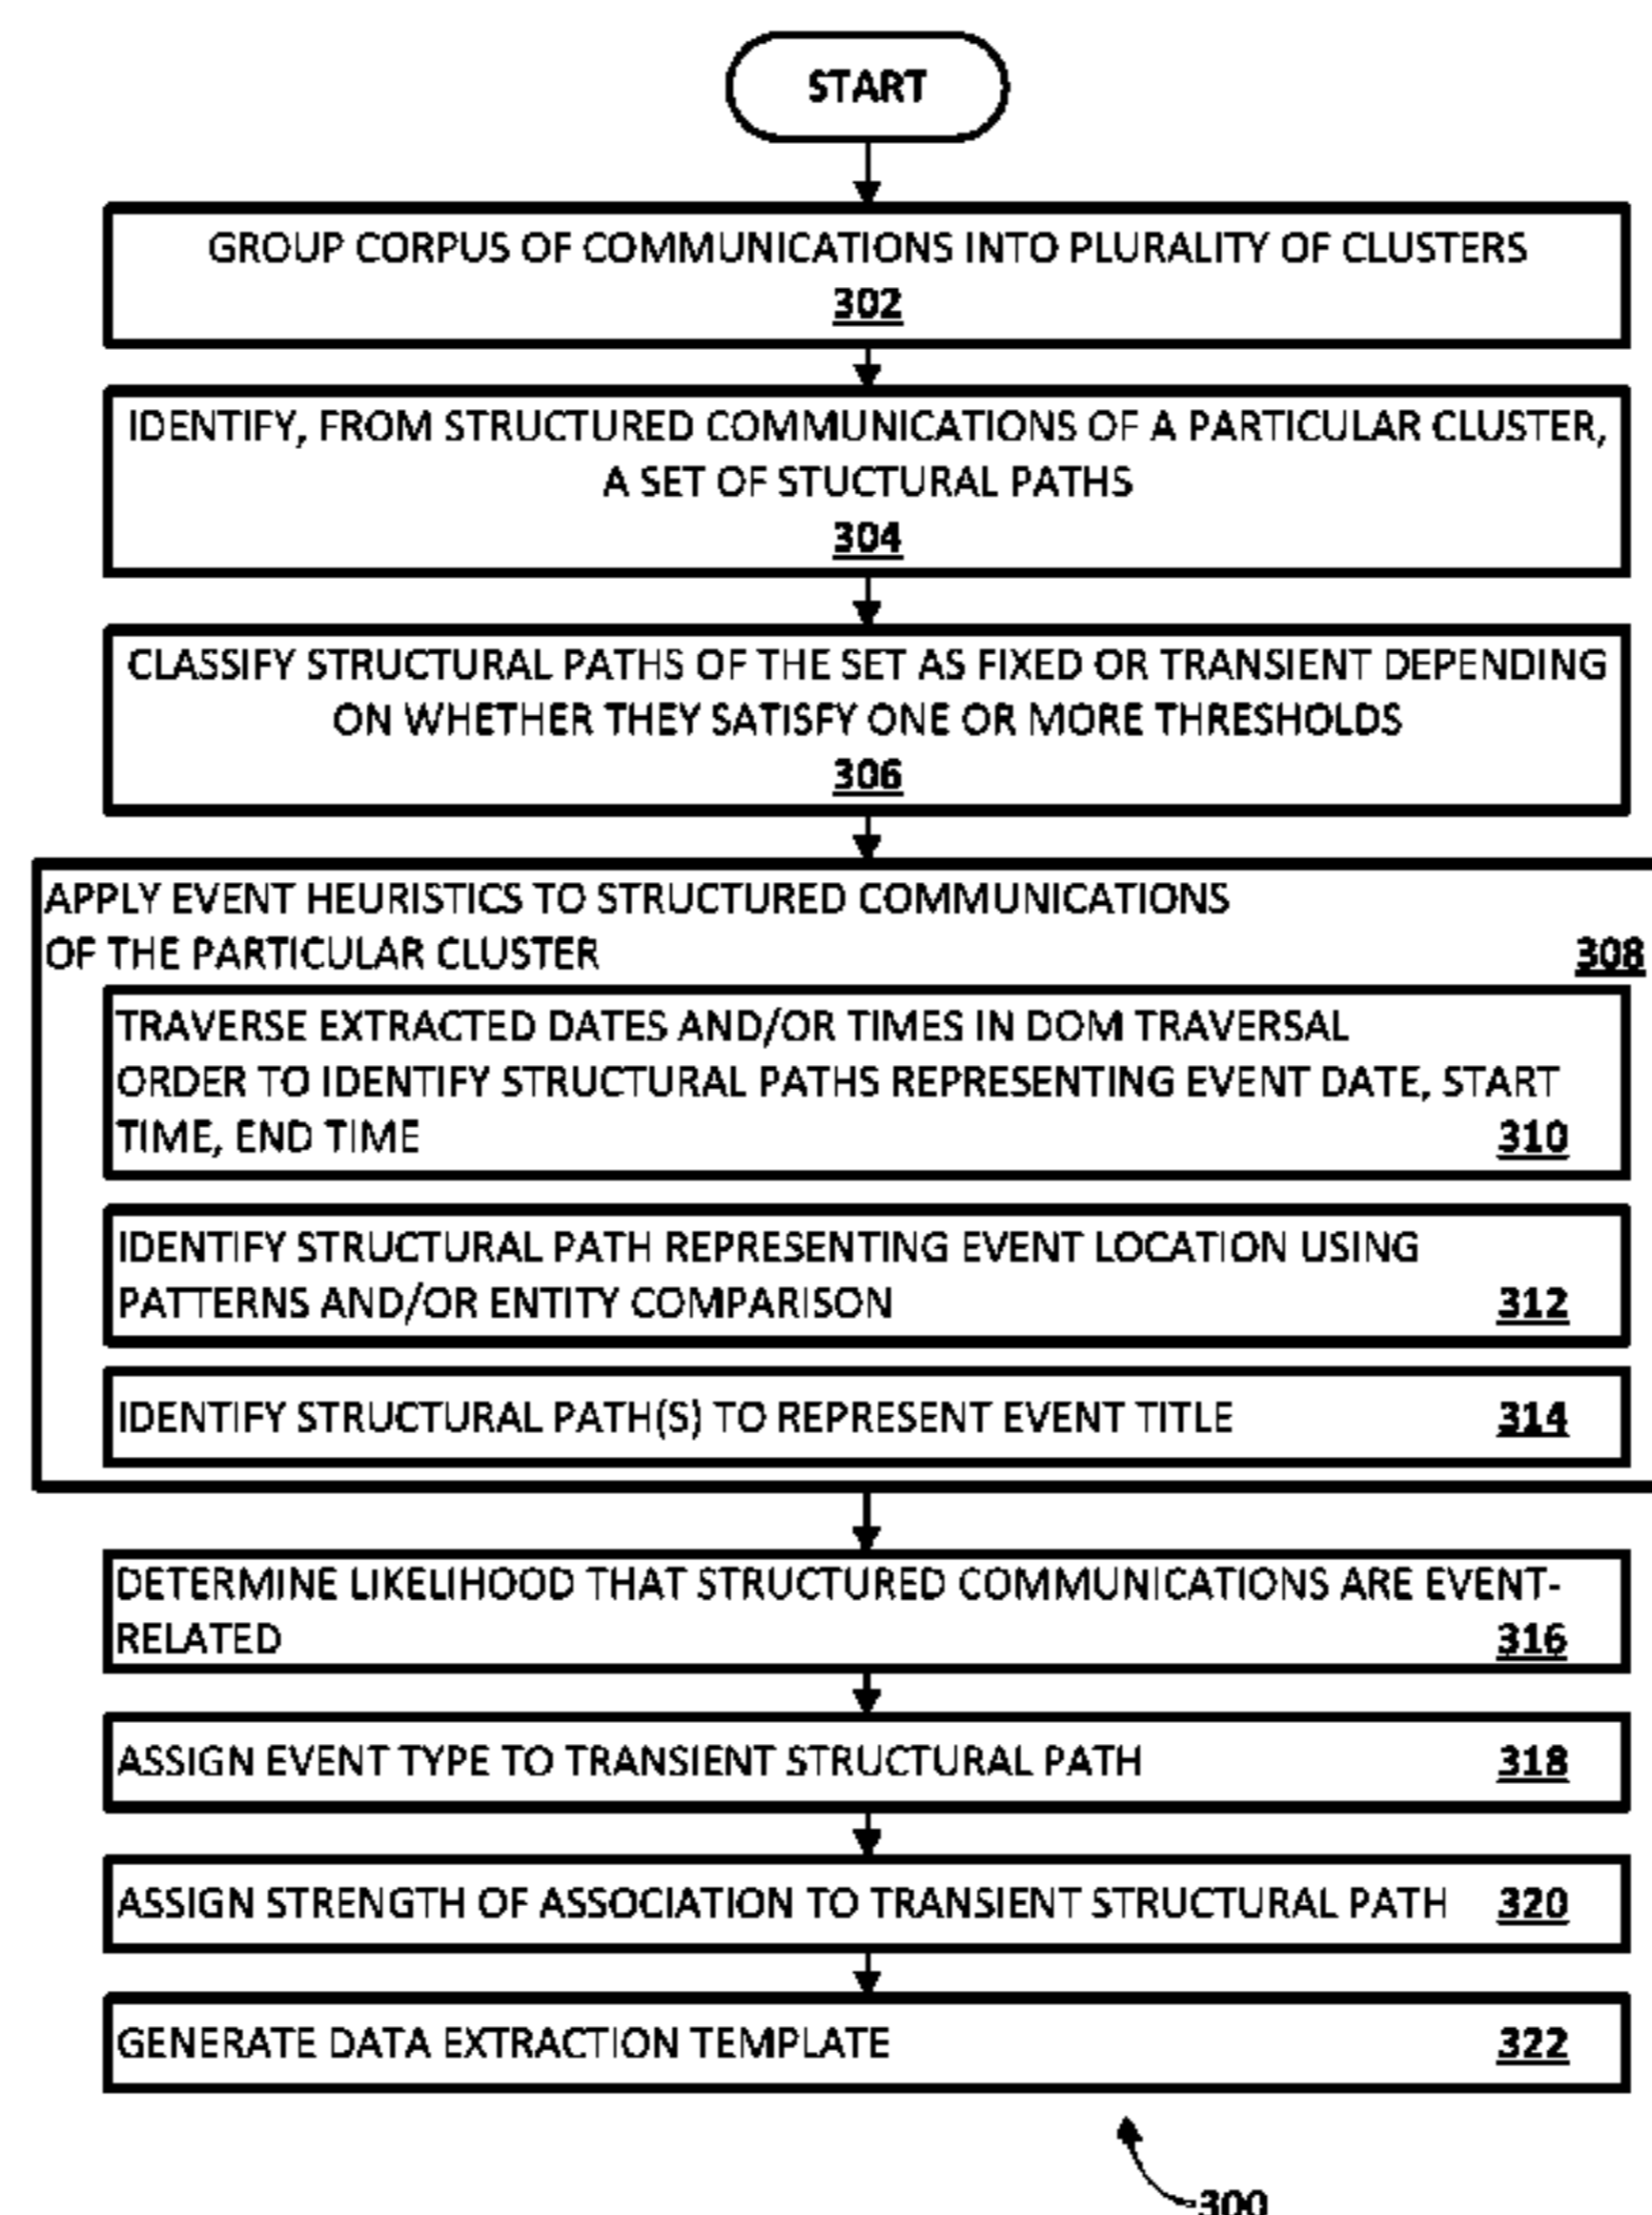 START
GROUP CORPUS OF COMMUNICATIONS INTO PLURALITY OF CLUSTERS
302
IDENTIFY, FROM STRUCTURED COMMUNICATIONS OF A PARTICULAR CLUSTER,
A SET OF STUCTURAL PATHS
304
CLASSIFY STRUCTURAL PATHS OF THE SET AS FIXED OR TRANSIENT DEPENDING
ON WHETHER THEY SATISFY ONE OR MORE THRESHOLDS
306
APPLY EVENT HEURISTICS TO STRUCTURED COMMUNICATIONS
OF THE PARTICULAR CLUSTER 308
TRAVERSE EXTRACTED DATES AND/OR TIMES IN DOM TRAVERSAL
ORDER TO IDENTIFY STRUCTURAL PATHS REPRESENTING EVENT DATE, START
TIME, END TIME 310
IDENTIFY STRUCTURAL PATH REPRESENTING EVENT LOCATION USING
PATTERNS AND/OR ENTITY COMPARISON 312
IDENTIFY STRUCTURAL PATH(S) TO REPRESENT EVENT TITLE 314
DETERMINE LIKELIHOOD THAT STRUCTURED COMMUNICATIONS ARE EVENT-
RELATED 316
ASSIGN EVENT TYPE TO TRANSIENT STRUCTURAL PATH 318
ASSIGN STRENGTH OF ASSOCIATION TO TRANSIENT STRUCTURAL PATH 320
GENERATE DATA EXTRACTION TEMPLATE 322
300